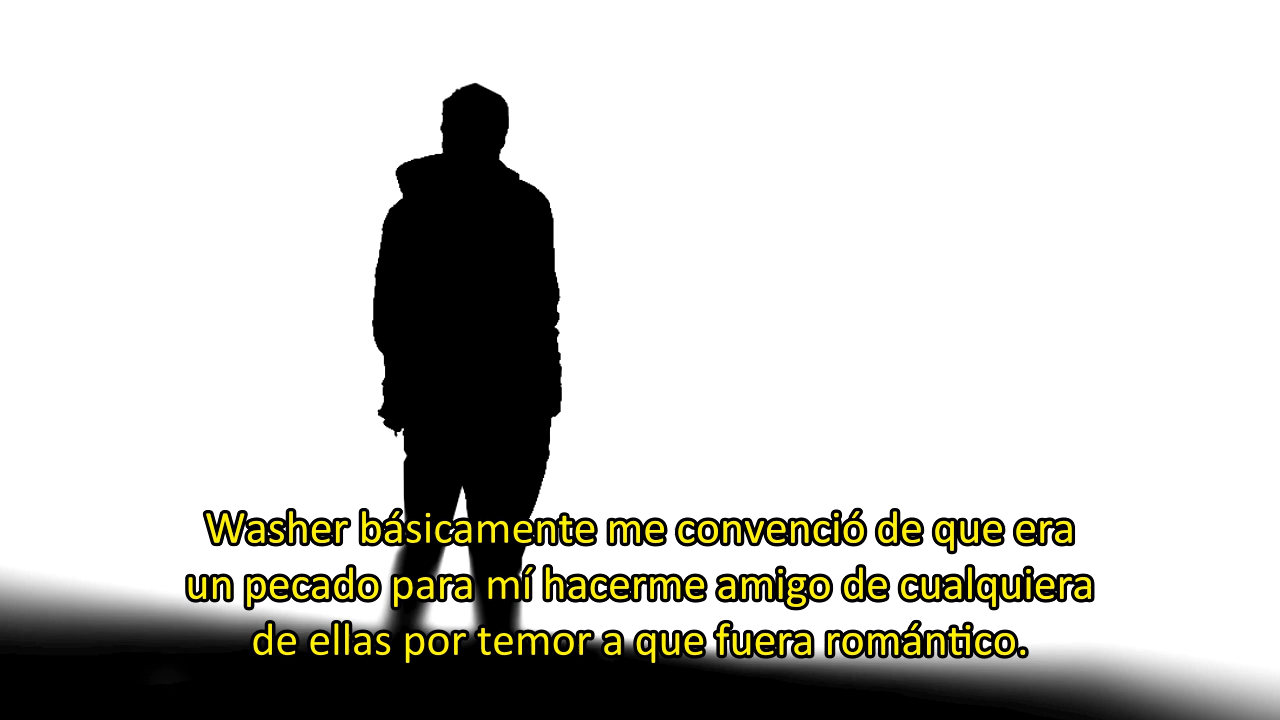 Washer básicamente me convenció de que era
un pecado para mí hacerme amigo de cualquiera
de ellas por temor a que fuera romántico.